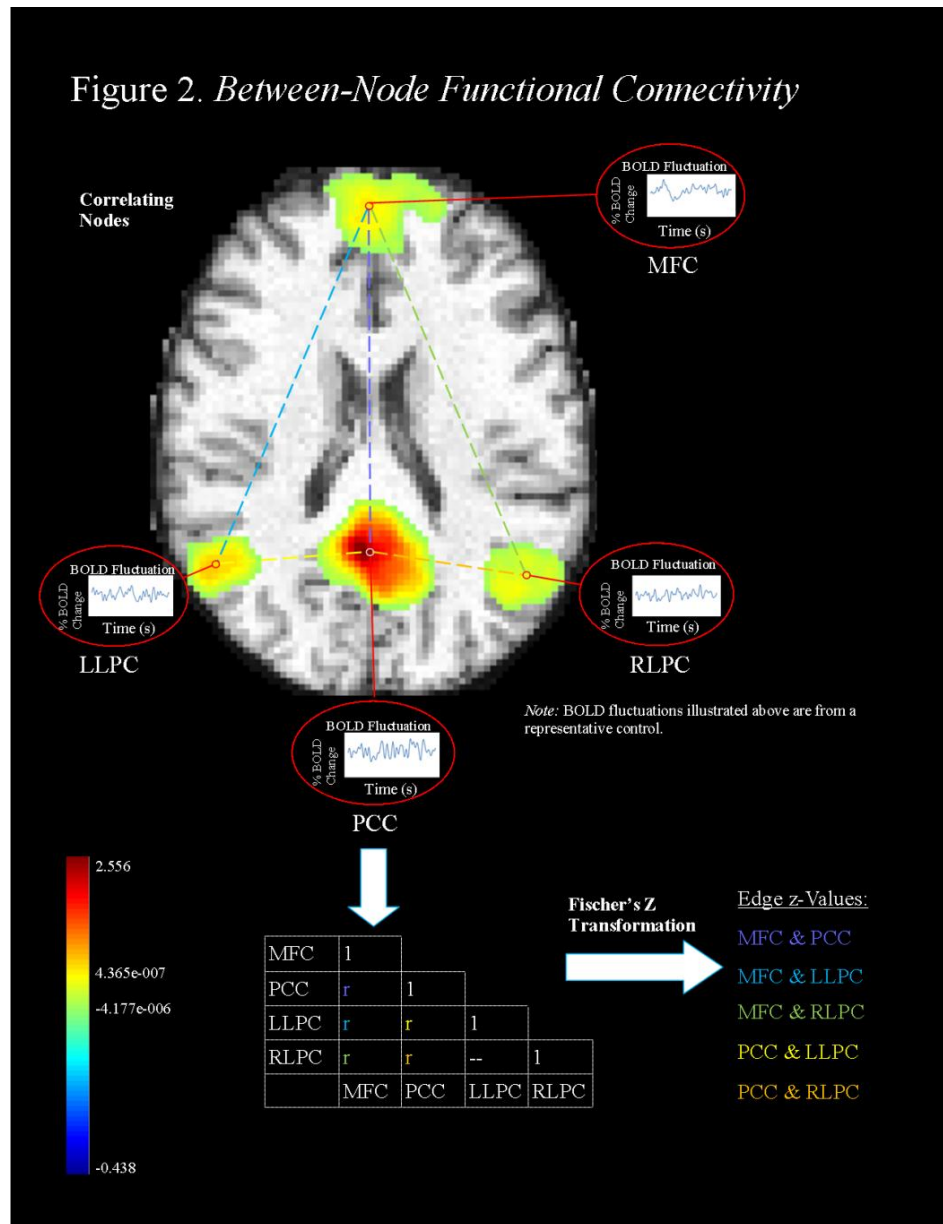 Figure 2. Between-Node Functional Connectivity
Correlating
Nodes
BOLD Fluctuation
% BOLD
Change
Time (s)
MFC
BOLD Fluctuation
% BOLD
Change
Time (s)
LLPC
BOLD Fluctuation
% BOLD
Change
Time (s)
RLPC
Note: BOLD fluctuations illustrated above are from a
representative control.
BOLD Fluctuation
% BOLD
Change
Time (s)
PCC
2.556
4.365e-007
-4.177e-006
-0.438
MFC 1
PCC r 1
LLPC r r 1
RLPC r r -- 1
MFC PCC LLPC RLPC
Fischer's Z
Transformation
Edge z-Values:
MFC & PCC
MFC & LLPC
MFC & RLPC
PCC & LLPC
PCC & RLPC